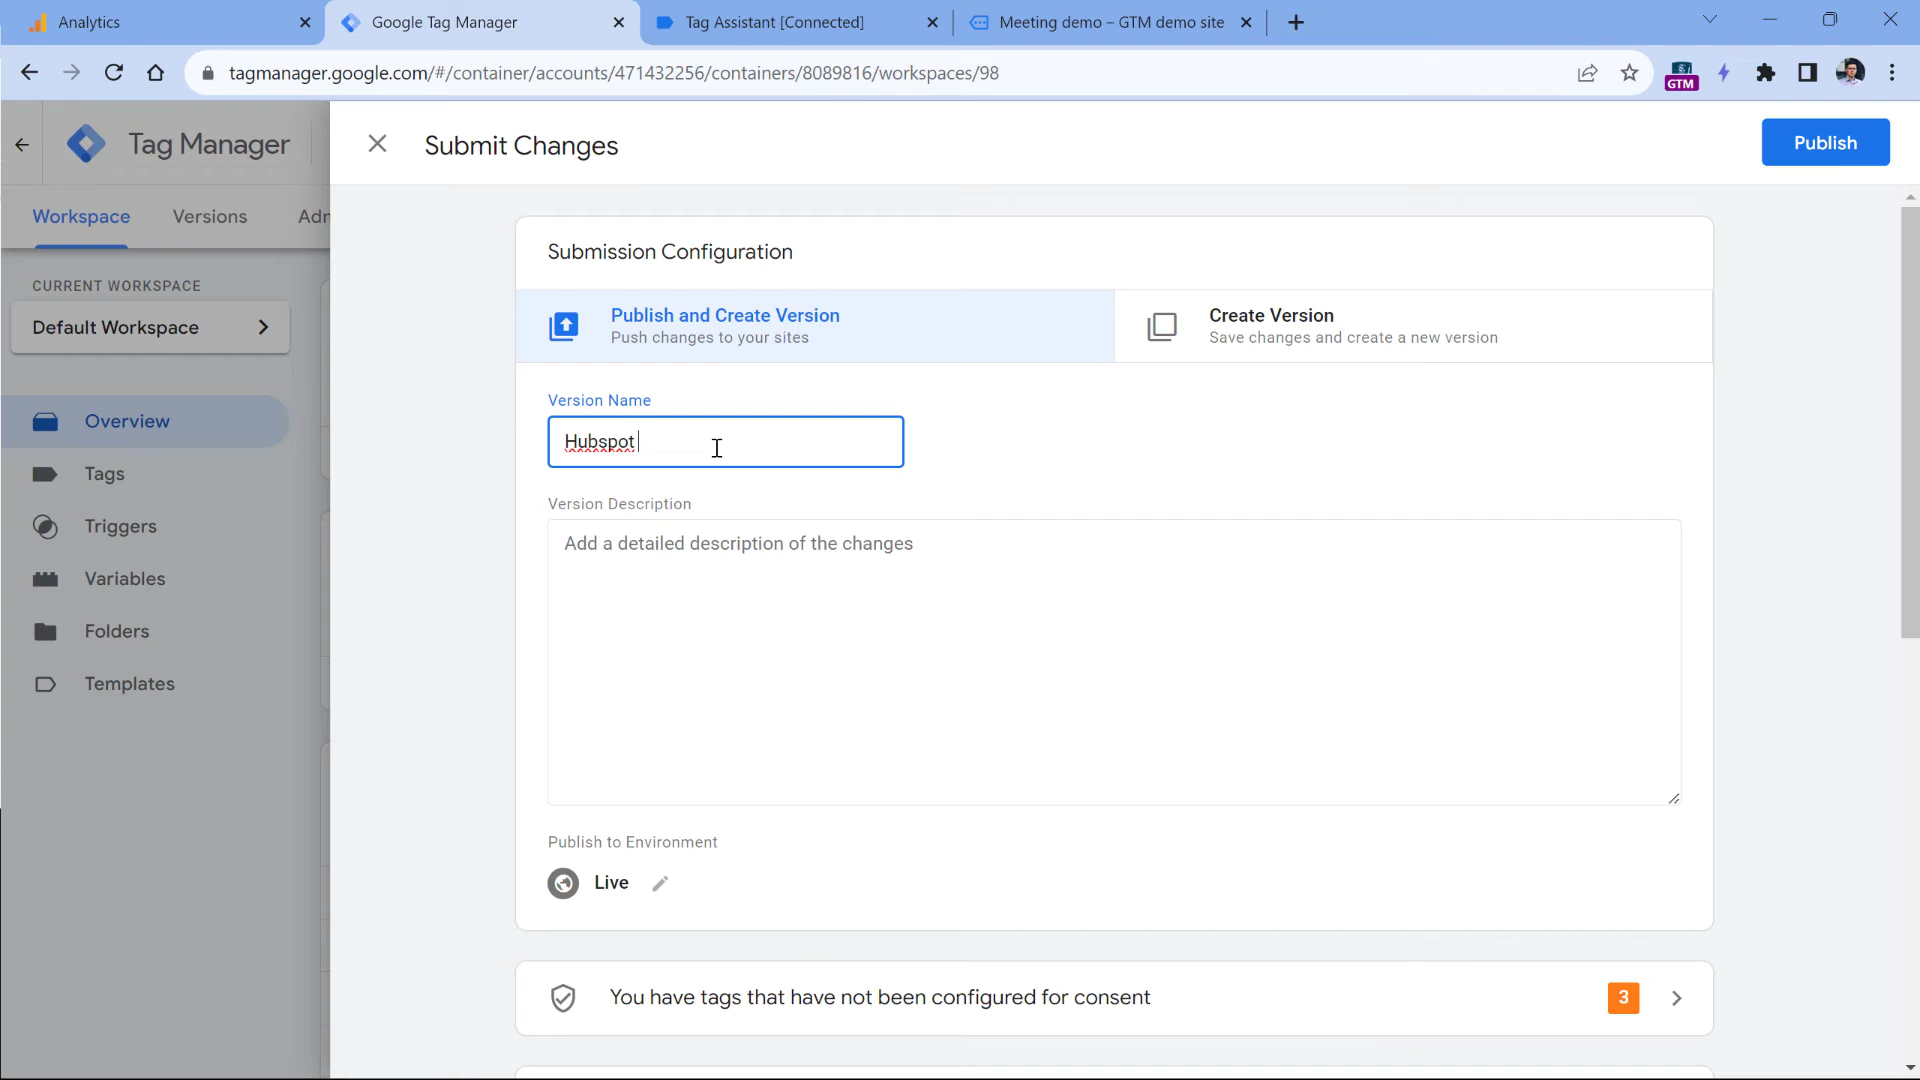 Analytics
Google Tag Manager
Tag Assistant [Connected]
Meeting demo – GTM demo site
tagmanager.google.com/#/container/accounts/471432256/containers/8089816/workspaces/98
GTM
Tag Manager
Submit Changes
Publish
Workspace
Versions
Adm
Submission Configuration
CURRENT WORKSPACE
Default Workspace
Publish and Create Version
Push changes to your sites
Create Version
Save changes and create a new version
Version Name
Hubspot
Overview
Tags
Triggers
Variables
Folders
Templates
Version Description
Add a detailed description of the changes
Publish to Environment
Live
You have tags that have not been configured for consent
3